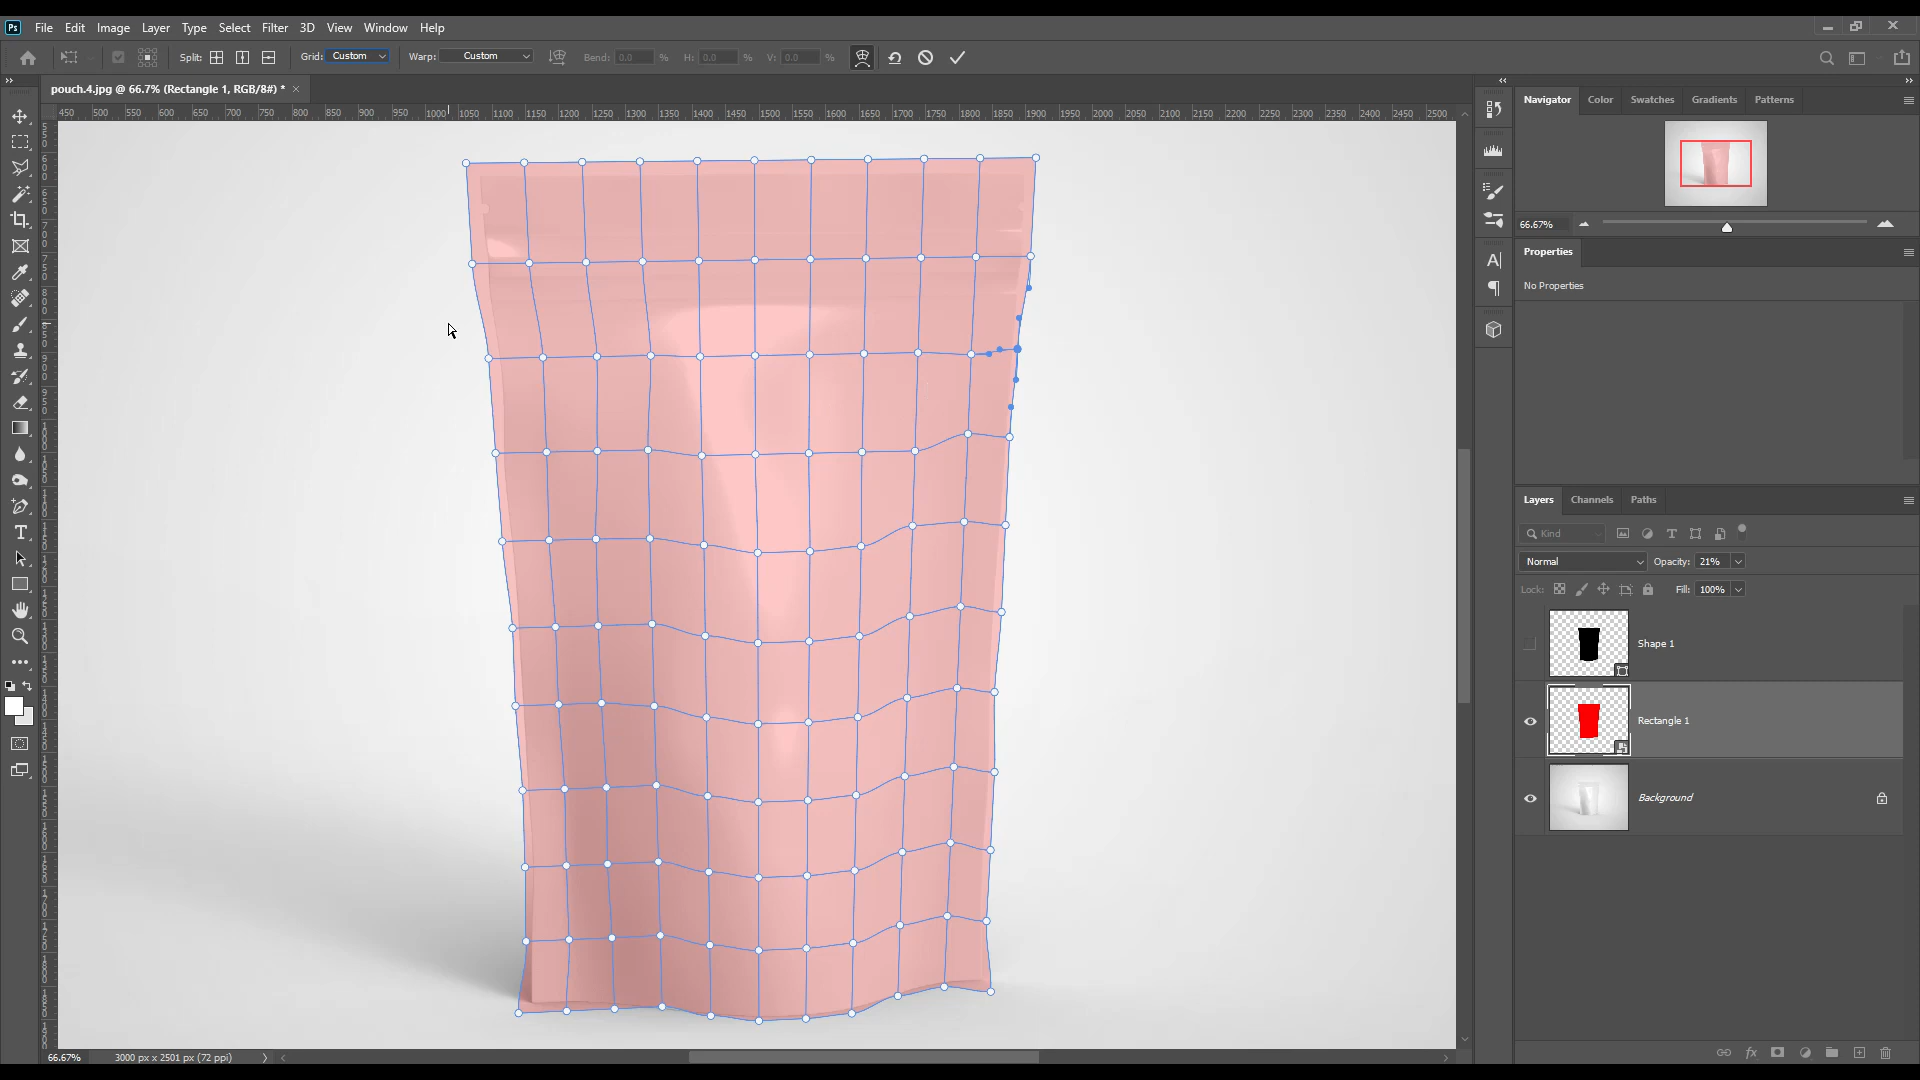 Ps File Edit Image Layer Type Select Filter 3D View Window Help
Split: Grid: Custom Warp: Custom Bend: 0.0 % H: 0.0 % V: 0.0 %
pouch.4.jpg @ 66.7% (Rectangle 1, RGB/8#) * ×
450 500 550 600 650 700 750 800 850 900 950 1000 1050 1100 1150 1200 1250 1300 1350 1400 1450 1500 1550 1600 1650 1700 1750 1800 1850 1900 1950 2000 2050 2100 2150 2200 2250 2300 2350 2400 2450 2500
Navigator Color Swatches Gradients Patterns
66.67%
Properties
No Properties
Layers Channels Paths
Kind
Normal Opacity: 21%
Lock: Fill: 100%
Shape 1
Rectangle 1
Background
66.67% 3000 px x 2501 px (72 ppi)